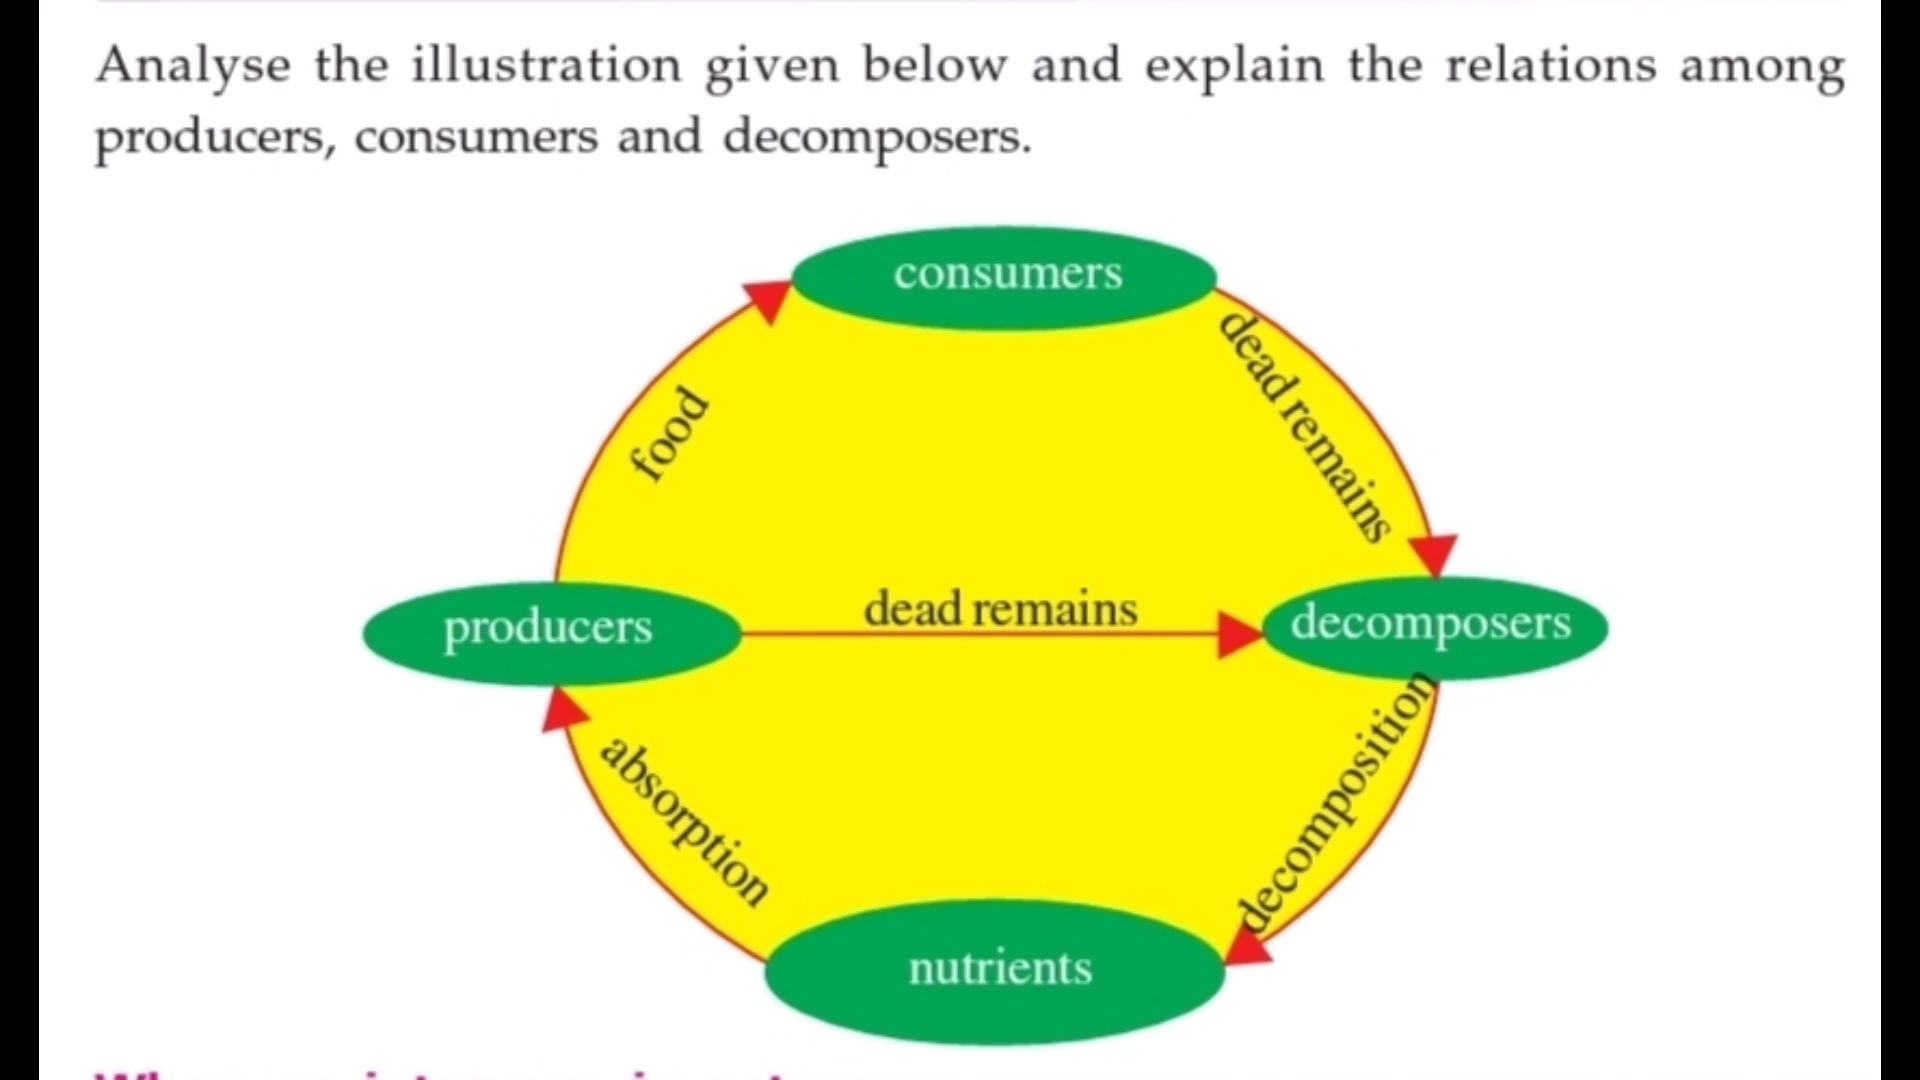 Analyse the illustration given below and explain the relations among
producers, consumers and decomposers.
consumers
food
dead remains
producers
dead remains
decomposers
absorption
decomposition
nutrients